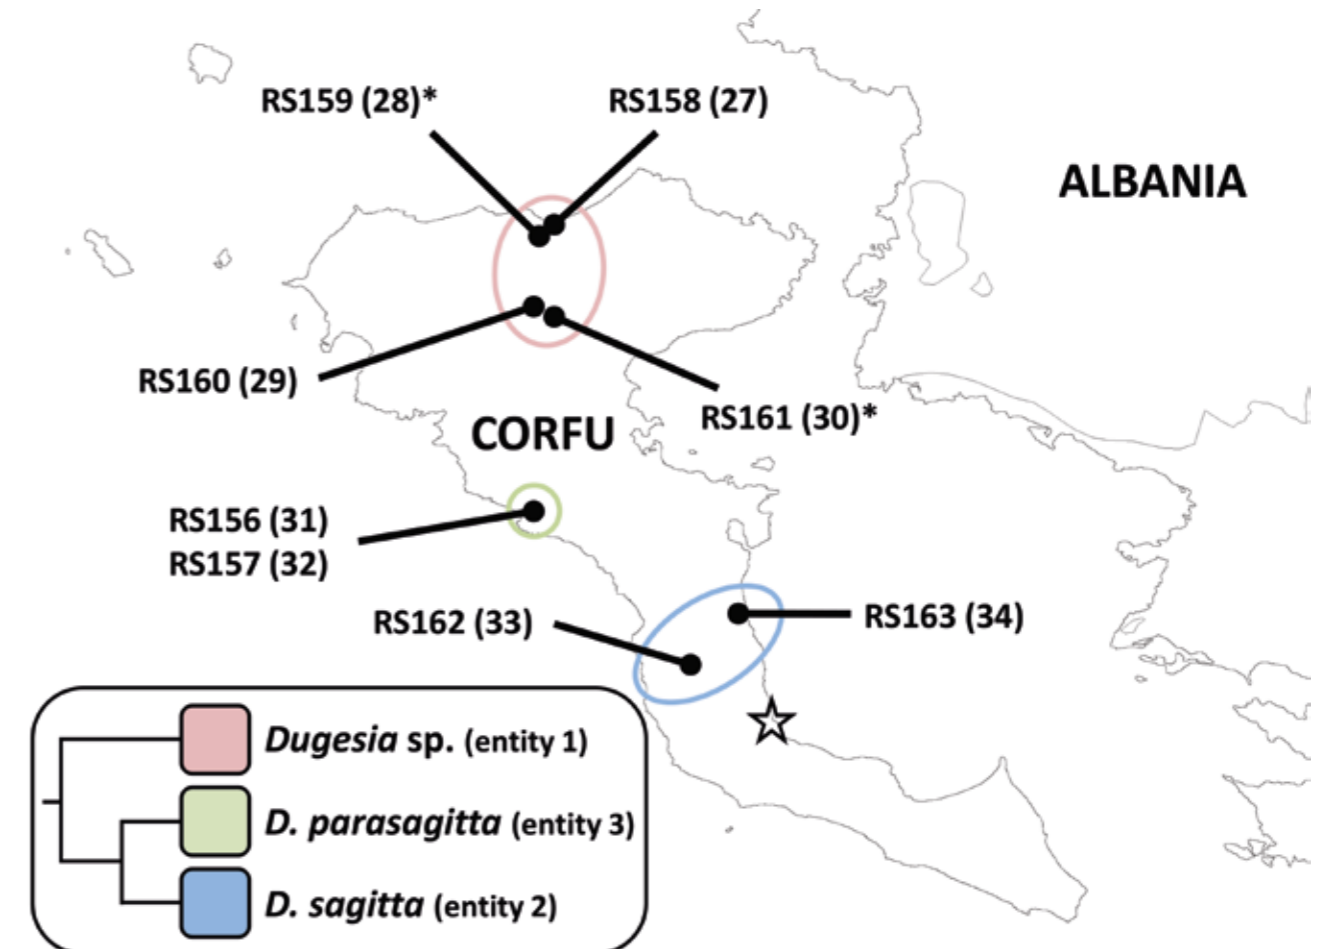 RS159 (28)*
RS158 (27)
ALBANIA
RS160 (29)
RS161 (30)*
CORFU
RS156 (31)
RS157 (32)
RS162 (33)
RS163 (34)
Dugesia sp. (entity 1)
D. parasagitta (entity 3)
D. sagitta (entity 2)